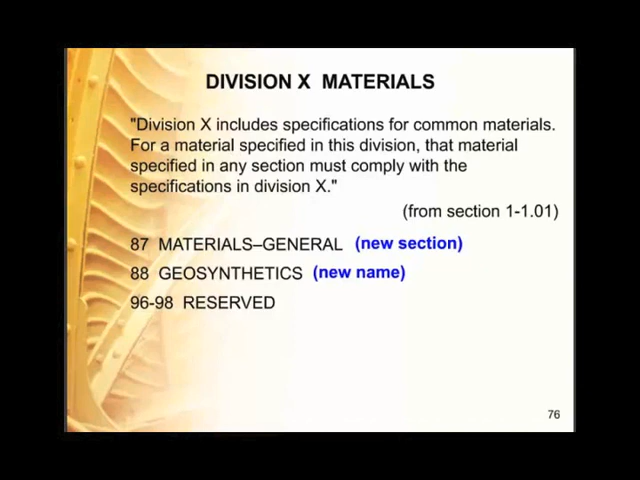 DIVISION X  MATERIALS
"Division X includes specifications for common materials.
For a material specified in this division, that material
specified in any section must comply with the
specifications in division X."
(from section 1-1.01)
87  MATERIALS–GENERAL  (new section)
88  GEOSYNTHETICS  (new name)
96-98  RESERVED
76